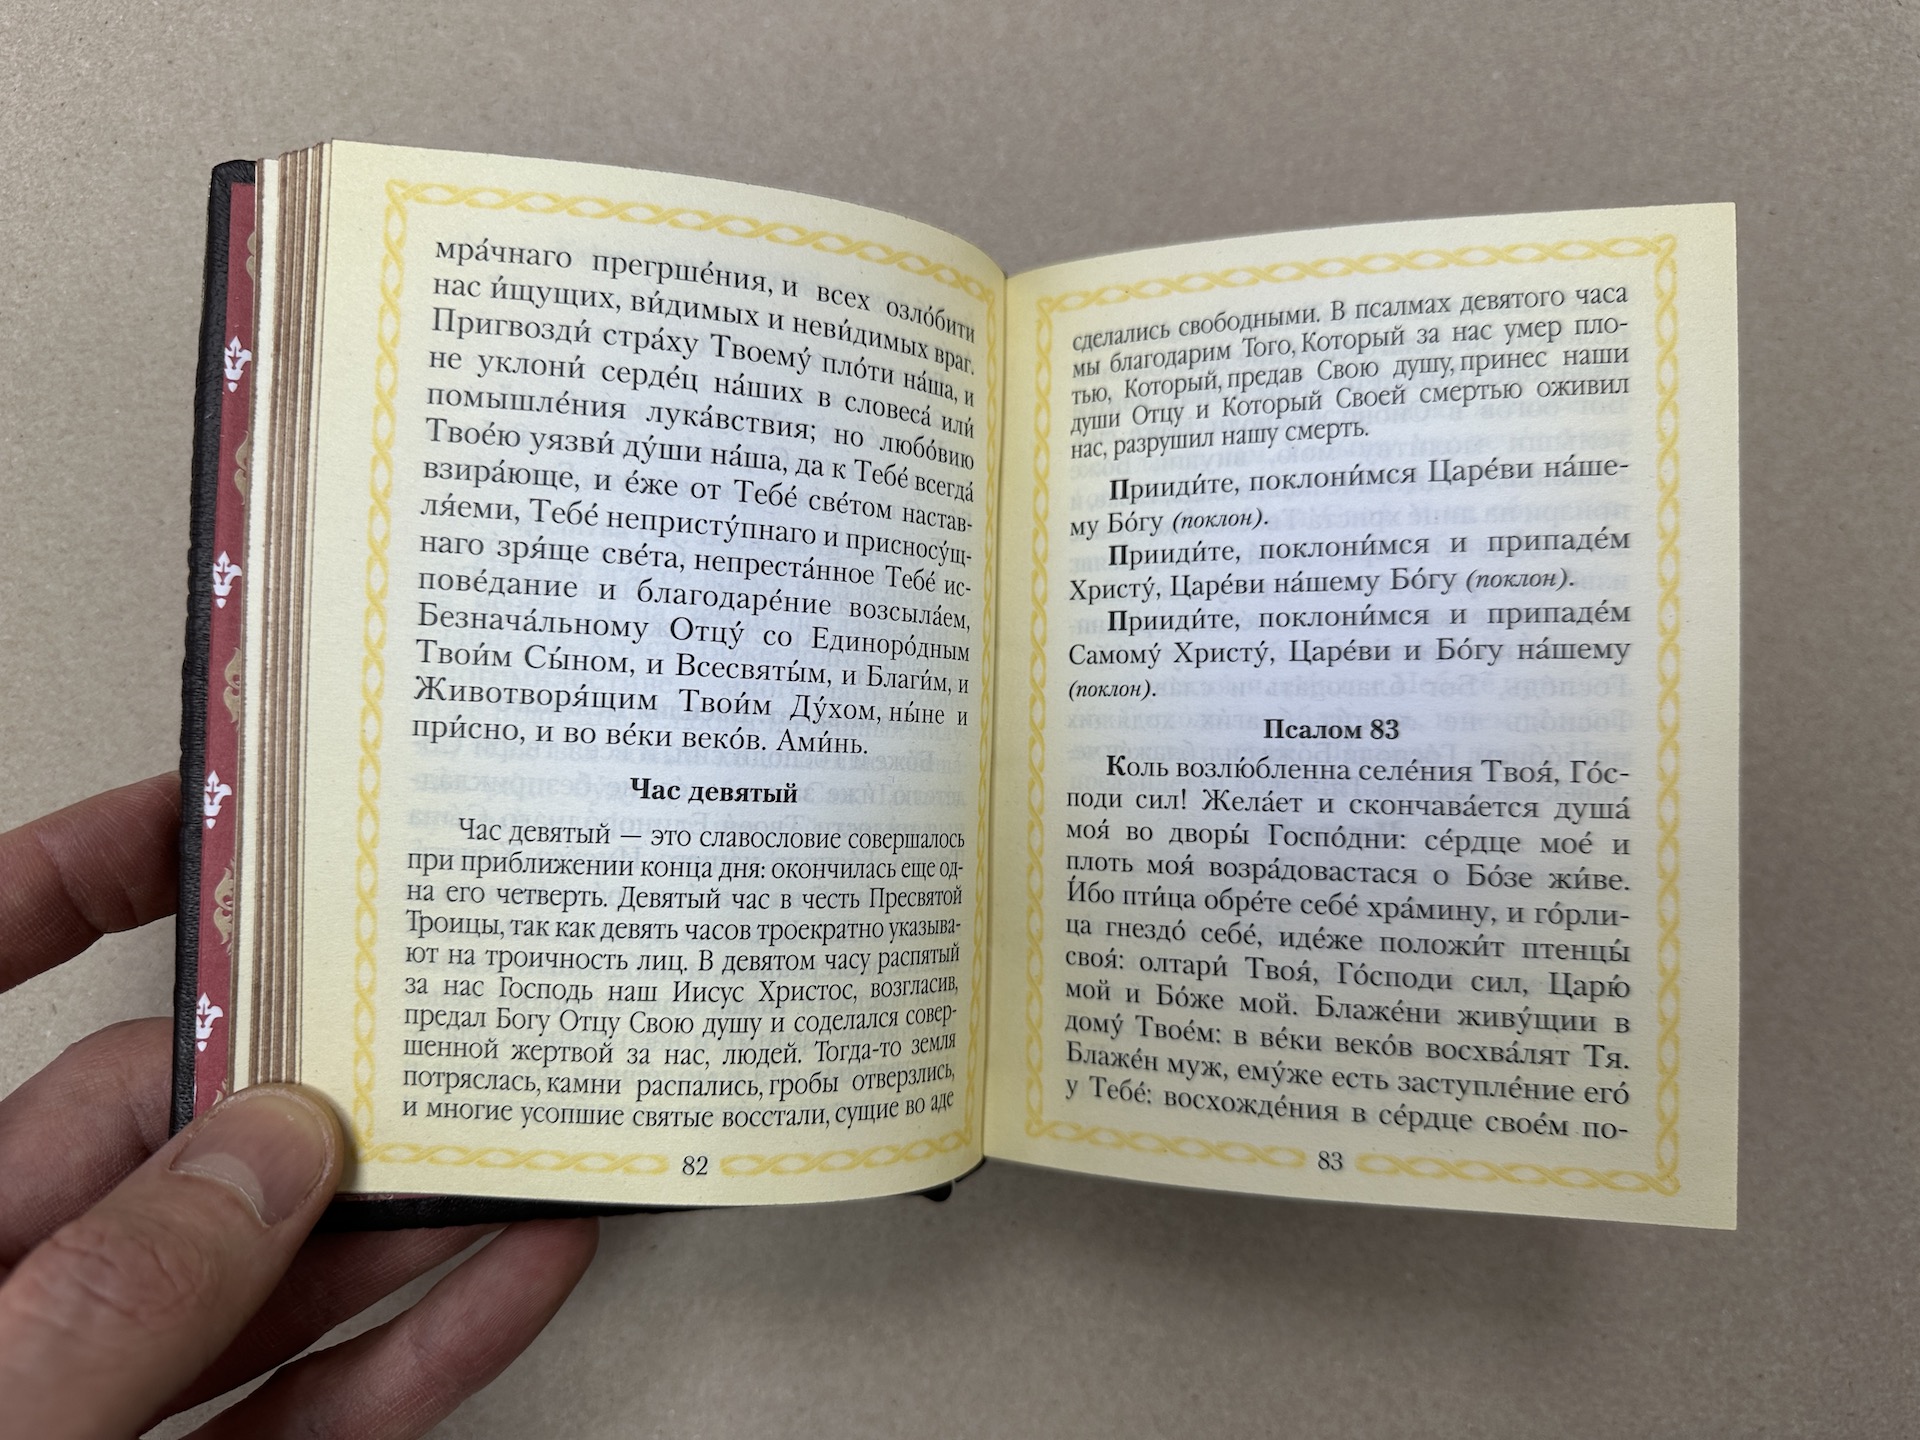 мра́чнаго прегрше́ния, и всех озло́бити
нас и́щущих, ви́димых и неви́димых враг.
Пригвозди́ стра́ху Твоему́ пло́ти на́ша, и
не уклони́ серде́ц на́ших в словеса́ или́
помышле́ния лука́вствия; но любо́вию
Твое́ю уязви́ ду́ши на́ша, да к Тебе́ всегда́
взира́юще, и е́же от Тебе́ све́том настав-
ля́еми, Тебе́ непристу́пнаго и присносу́щ-
наго зря́ще све́та, непреста́нное Тебе́ ис-
пове́дание и благодаре́ние возсыла́ем,
Безнача́льному Отцу́ со Единоро́дным
Твои́м Сы́ном, и Всесвяты́м, и Благи́м, и
Животворя́щим Твои́м Ду́хом, ны́не и
при́сно, и во ве́ки веко́в. Ами́нь.
Час девятый
Час девятый — это славословие совершалось
при приближении конца дня: окончилась еще од-
на его четверть. Девятый час в честь Пресвятой
Троицы, так как девять часов троекратно указыва-
ют на троичность лиц. В девятом часу распятый
за нас Господь наш Иисус Христос, возгласив,
предал Богу Отцу Свою душу и соделался совер-
шенной жертвой за нас, людей. Тогда-то земля
потряслась, камни распались, гробы отверзлись,
и многие усопшие святые восстали, сущие во аде
82
сделались свободными. В псалмах девятого часа
мы благодарим Того, Который за нас умер пло-
тью, Который, предав Свою душу, принес наши
души Отцу и Который Своей смертью оживил
нас, разрушил нашу смерть.
Прииди́те, поклони́мся Царе́ви на́ше-
му Бо́гу (поклон).
Прииди́те, поклони́мся и припаде́м
Христу́, Царе́ви на́шему Бо́гу (поклон).
Прииди́те, поклони́мся и припаде́м
Самому́ Христу́, Царе́ви и Бо́гу на́шему
(поклон).
Псалом 83
Коль возлю́бленна селе́ния Твоя́, Го́с-
поди сил! Жела́ет и скончава́ется душа́
моя́ во дворы́ Госпо́дни: се́рдце мое́ и
плоть моя́ возра́довастася о Бо́зе жи́ве.
И́бо пти́ца обре́те себе́ хра́мину, и го́рли-
ца гнездо́ себе́, иде́же положи́т птенцы́
своя́: олтари́ Твоя́, Го́споди сил, Царю́
мой и Бо́же мой. Блаже́ни живу́щии в
дому́ Твое́м: в ве́ки веко́в восхва́лят Тя.
Блаже́н муж, ему́же есть заступле́ние его́
у Тебе́: восхожде́ния в се́рдце свое́м по-
83